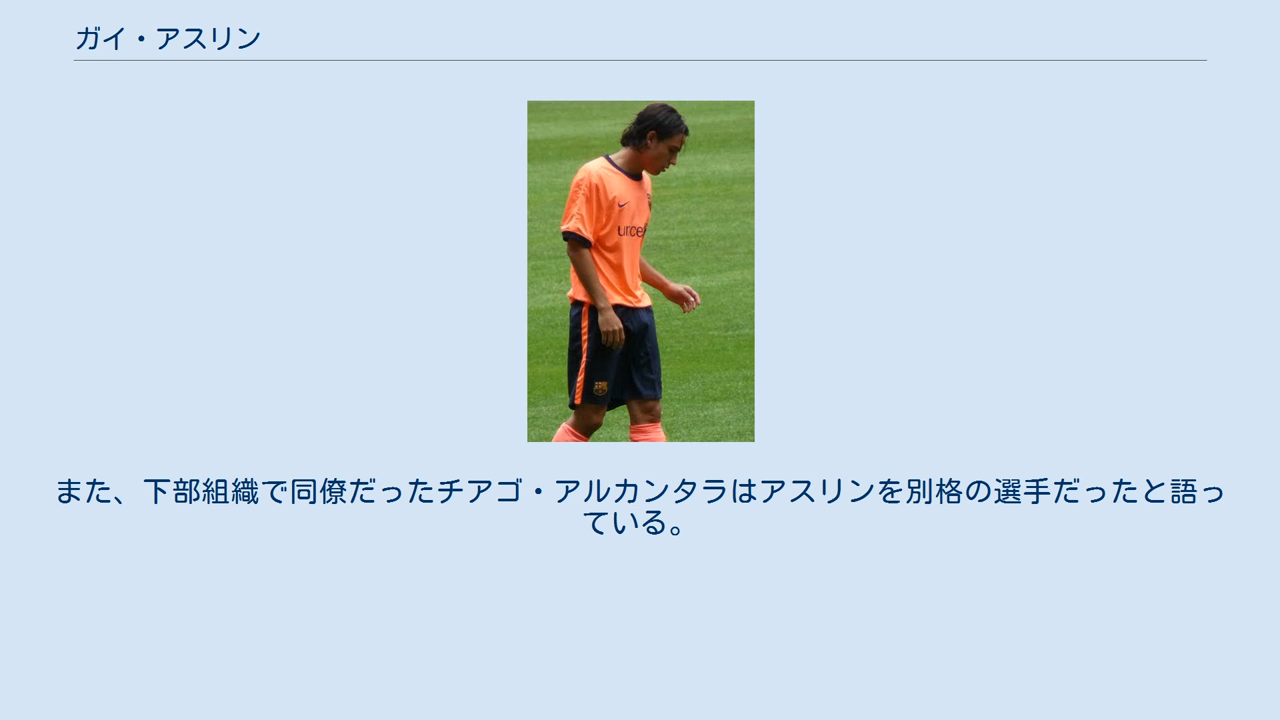 ガイ・アスリン
unicef
また、下部組織で同僚だったチアゴ・アルカンタラはアスリンを別格の選手だったと語っ
ている。